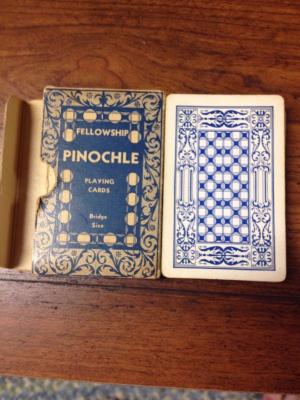 FELLOWSHIP
PINOCHLE
PLAYING
CARDS
Bridge
Size